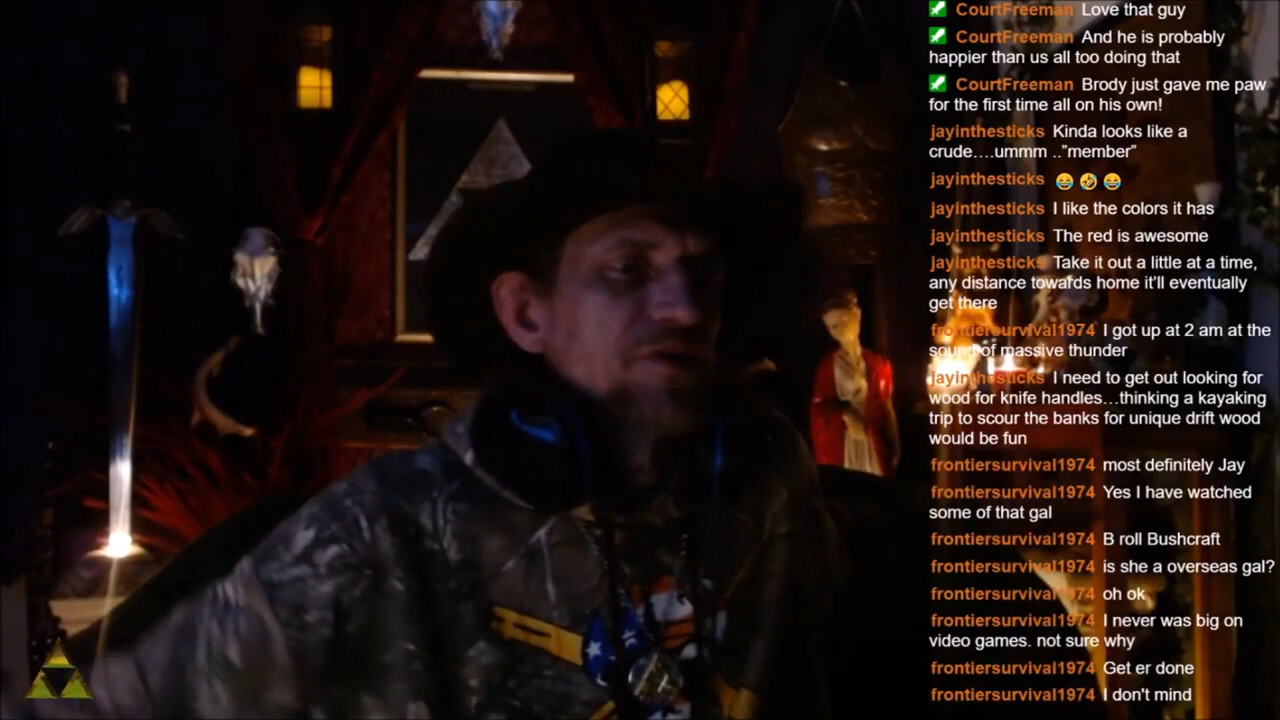 CourtFreeman Love that guy
CourtFreeman And he is probably
happier than us all too doing that
CourtFreeman Brody just gave me paw
for the first time all on his own!
jayinthesticks Kinda looks like a
crude....ummm .."member"
jayinthesticks 😂 🤣 😂
jayinthesticks I like the colors it has
jayinthesticks The red is awesome
jayinthesticks Take it out a little at a time,
any distance towards home it'll eventually
get there
frontiersurvival1974 I got up at 2 am at the
sound of massive thunder
jayinthesticks I need to get out looking for
wood for knife handles...thinking a kayaking
trip to scour the banks for unique drift wood
would be fun
frontiersurvival1974 most definitely Jay
frontiersurvival1974 Yes I have watched
some of that gal
frontiersurvival1974 B roll Bushcraft
frontiersurvival1974 is she a overseas gal?
frontiersurvival1974 oh ok
frontiersurvival1974 I never was big on
video games. not sure why
frontiersurvival1974 Get er done
frontiersurvival1974 I don't mind